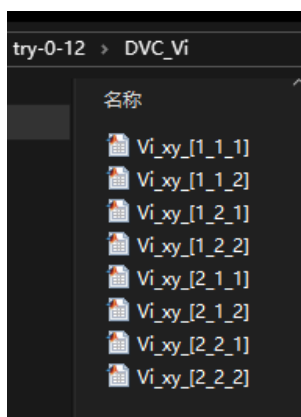 try-0-12 > DVC_Vi
名称
Vi_xy_[1_1_1]
Vi_xy_[1_1_2]
Vi_xy_[1_2_1]
Vi_xy_[1_2_2]
Vi_xy_[2_1_1]
Vi_xy_[2_1_2]
Vi_xy_[2_2_1]
Vi_xy_[2_2_2]